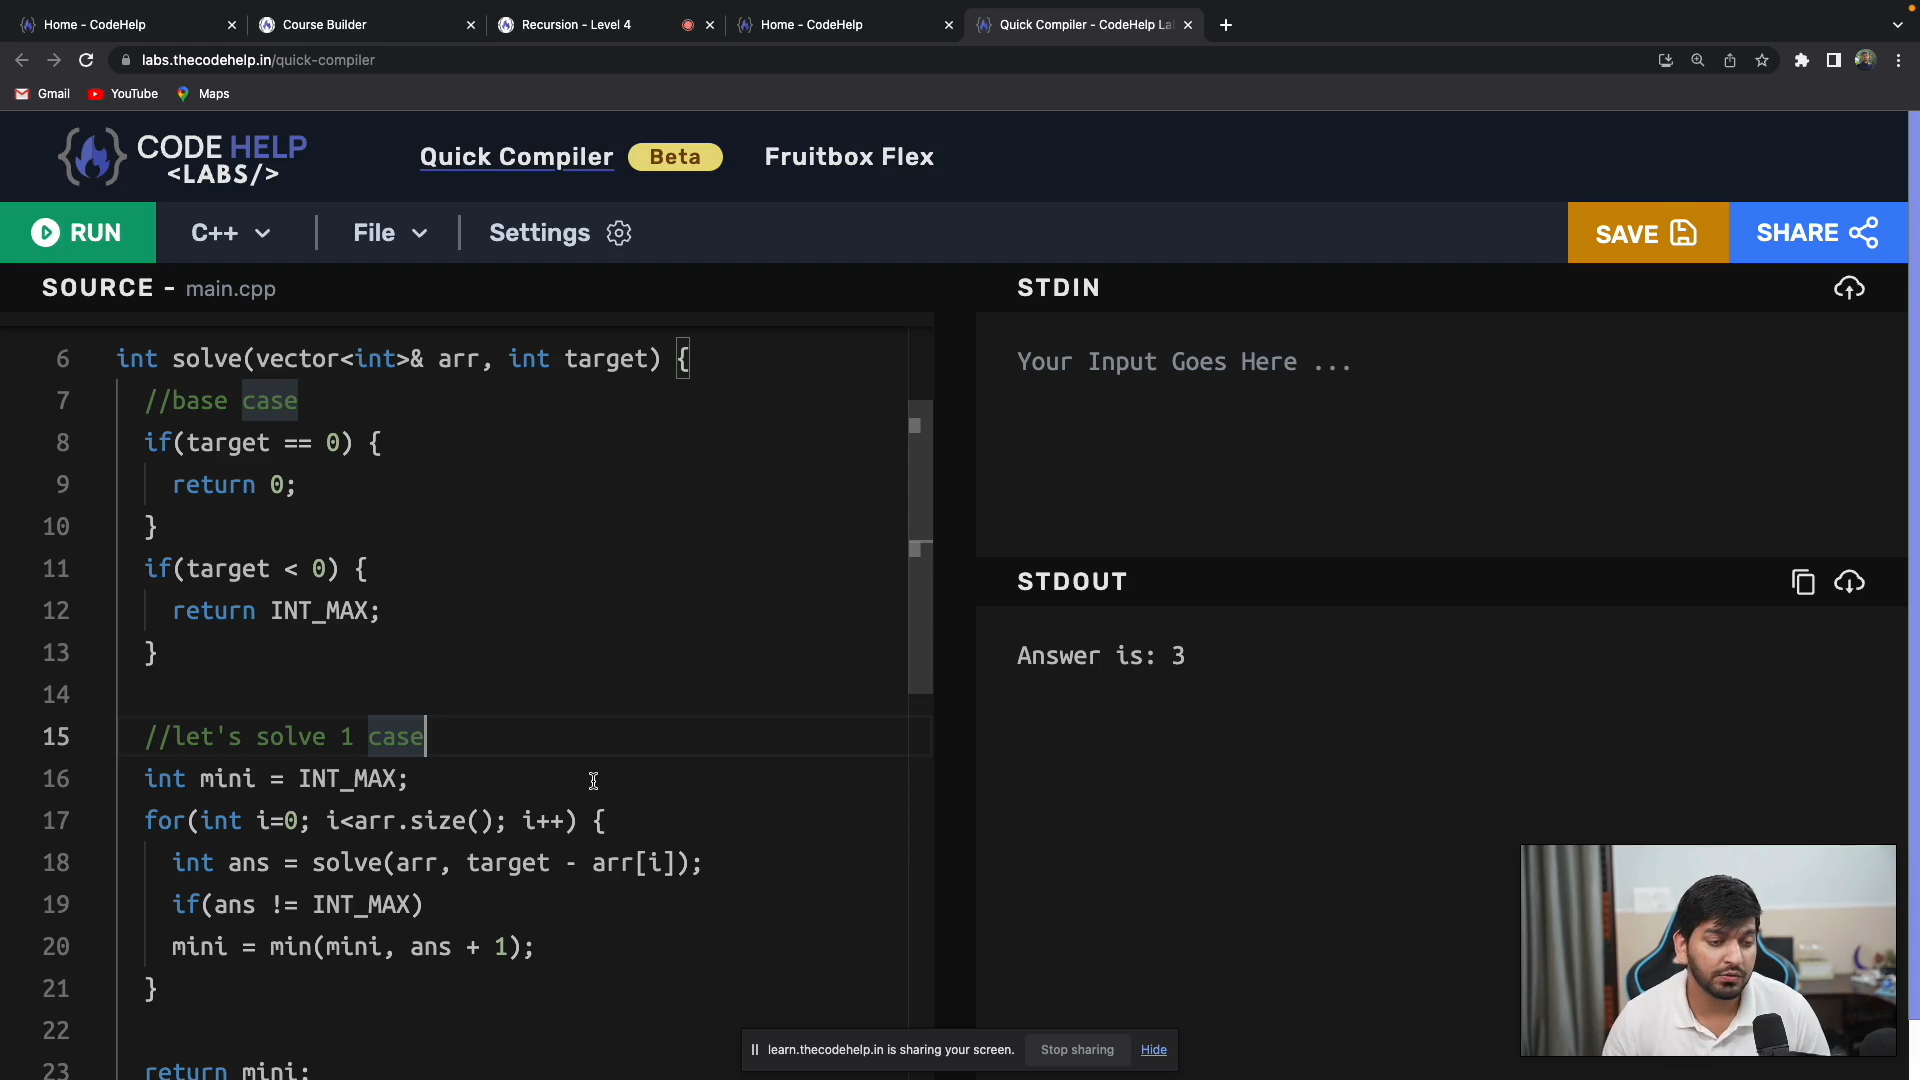 Home - CodeHelp
Course Builder
Recursion - Level 4
Home - CodeHelp
Quick Compiler - CodeHelp La
labs.thecodehelp.in/quick-compiler
Gmail
YouTube
Maps
CODE HELP
<LABS/>
Quick Compiler
Beta
Fruitbox Flex
RUN
C++
File
Settings
SAVE
SHARE
SOURCE - main.cpp
6 int solve(vector<int>& arr, int target) {
7 //base case
8 if(target == 0) {
9 return 0;
10 }
11 if(target < 0) {
12 return INT_MAX;
13 }
14
15 //let's solve 1 case
16 int mini = INT_MAX;
17 for(int i=0; i<arr.size(); i++) {
18 int ans = solve(arr, target - arr[i]);
19 if(ans != INT_MAX)
20 mini = min(mini, ans + 1);
21 }
22
23 return mini;
STDIN
Your Input Goes Here ...
STDOUT
Answer is: 3
learn.thecodehelp.in is sharing your screen.
Stop sharing
Hide